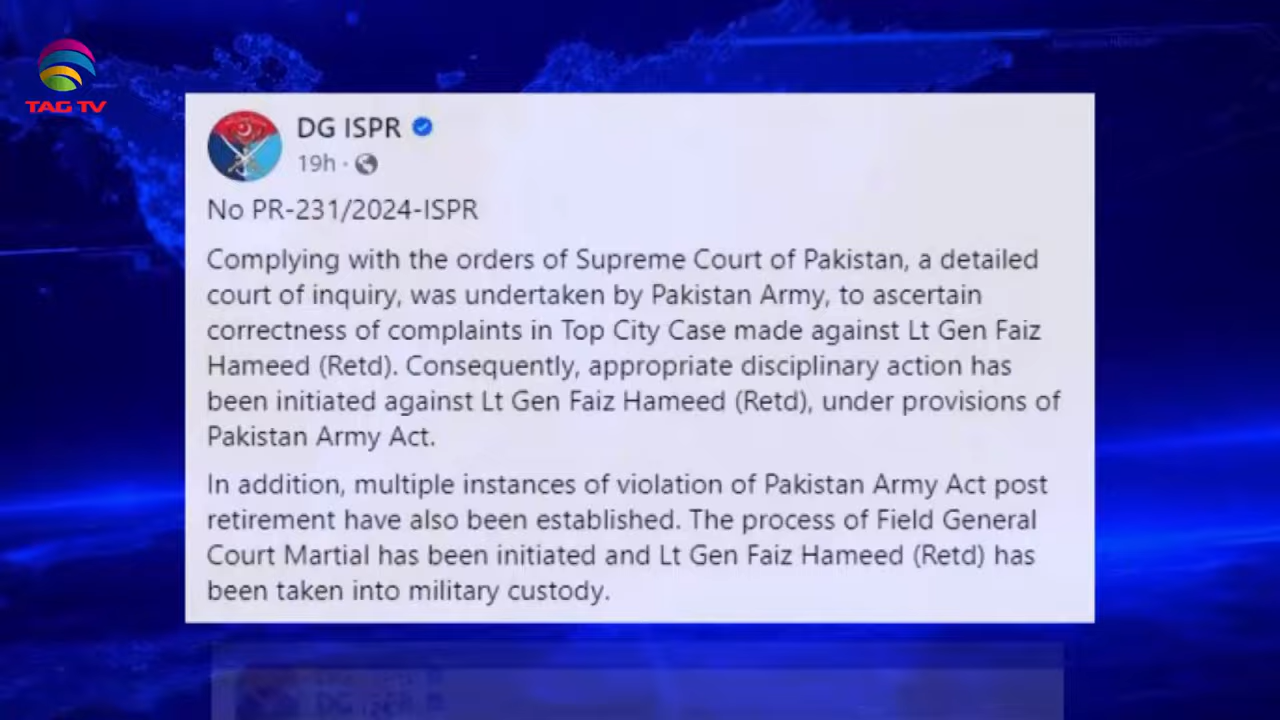 TAG TV
DG ISPR
19h ·
No PR-231/2024-ISPR
Complying with the orders of Supreme Court of Pakistan, a detailed
court of inquiry, was undertaken by Pakistan Army, to ascertain
correctness of complaints in Top City Case made against Lt Gen Faiz
Hameed (Retd). Consequently, appropriate disciplinary action has
been initiated against Lt Gen Faiz Hameed (Retd), under provisions of
Pakistan Army Act.
In addition, multiple instances of violation of Pakistan Army Act post
retirement have also been established. The process of Field General
Court Martial has been initiated and Lt Gen Faiz Hameed (Retd) has
been taken into military custody.